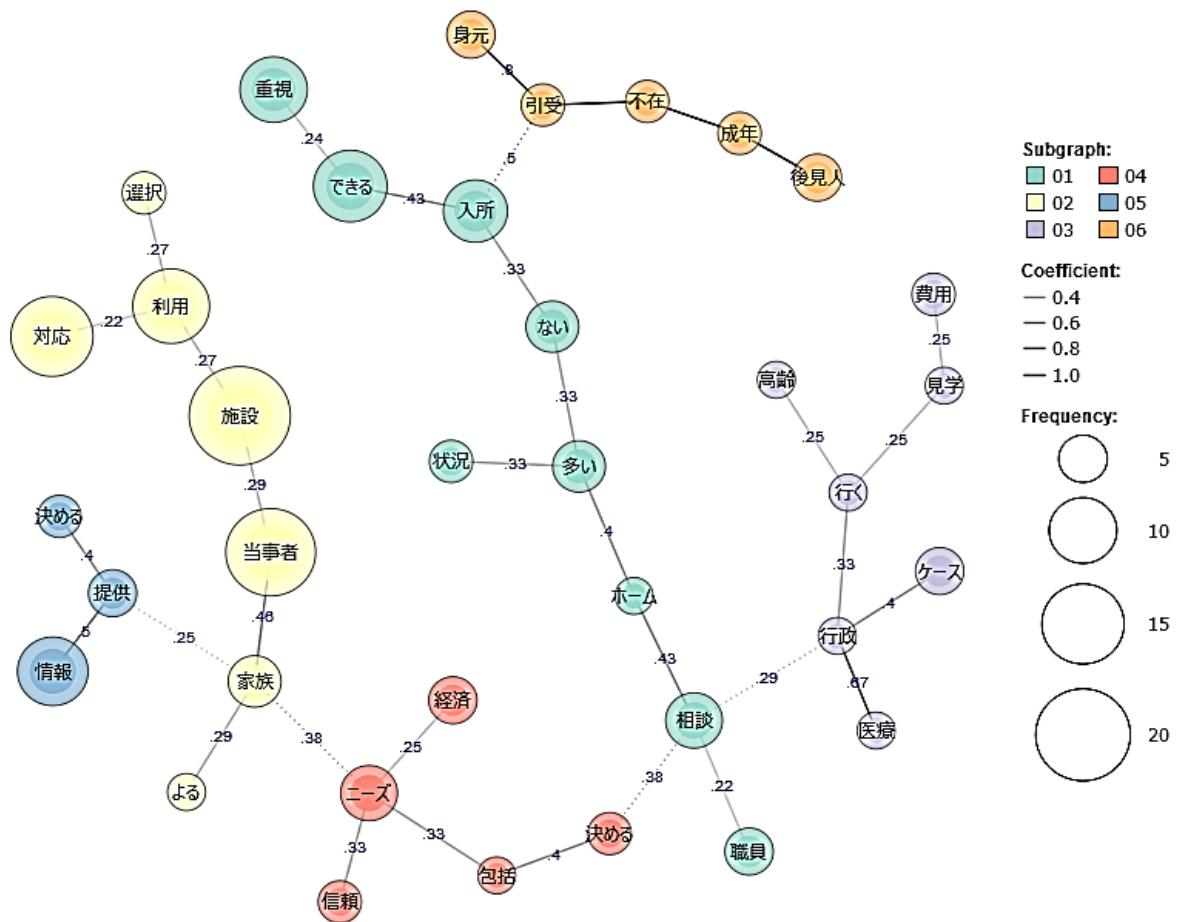 身元
.8
引受
不在
成年
後見人
重視
.24
できる
.43
入所
.5
選択
.27
利用
.22
対応
.27
施設
.33
ない
.33
状況
.33
多い
.29
当事者
決める
.4
提供
.5
情報
.25
.46
家族
.29
よる
.38
.4
ホーム
.43
相談
.29
.38
.22
職員
経済
.25
ニーズ
.33
信頼
.33
包括
.4
決める
費用
.25
見学
高齢
.25
.25
行く
.33
ケース
.4
行政
.67
医療
Subgraph:
01 04
02 05
03 06
Coefficient:
0.4
0.6
0.8
1.0
Frequency:
5
10
15
20